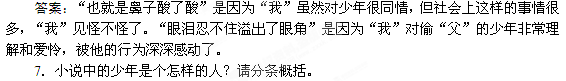 答案：“也就是鼻子酸了酸”是因为“我”虽然对少年很同情，但社会上这样的事情很
多，“我”见怪不怪了。“眼泪忍不住溢出了眼角”是因为“我”对偷“父”的少年非常理
解和爱怜，被他的行为深深感动了。
7．小说中的少年是个怎样的人？请分条概括。